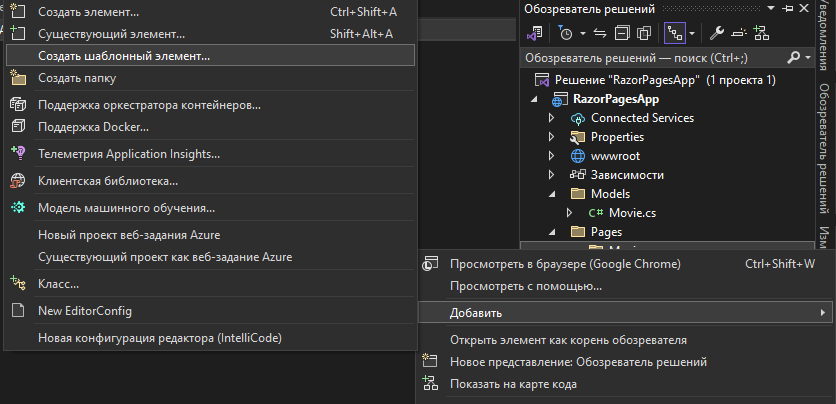 Создать элемент... Ctrl+Shift+A
Существующий элемент... Shift+Alt+A
Создать шаблонный элемент...
Создать папку
Поддержка оркестратора контейнеров...
Поддержка Docker...
Телеметрия Application Insights...
Клиентская библиотека...
Модель машинного обучения...
Новый проект веб-задания Azure
Существующий проект как веб-задание Azure
Класс...
New EditorConfig
Новая конфигурация редактора (IntelliCode)
Обозреватель решений
Обозреватель решений — поиск (Ctrl+;)
Решение "RazorPagesApp" (1 проекта 1)
RazorPagesApp
Connected Services
Properties
wwwroot
Зависимости
Models
C# Movie.cs
Pages
Просмотреть в браузере (Google Chrome) Ctrl+Shift+W
Просмотреть с помощью...
Добавить
Открыть элемент как корень обозревателя
Новое представление: Обозреватель решений
Показать на карте кода
Уведомления
Обозреватель решений